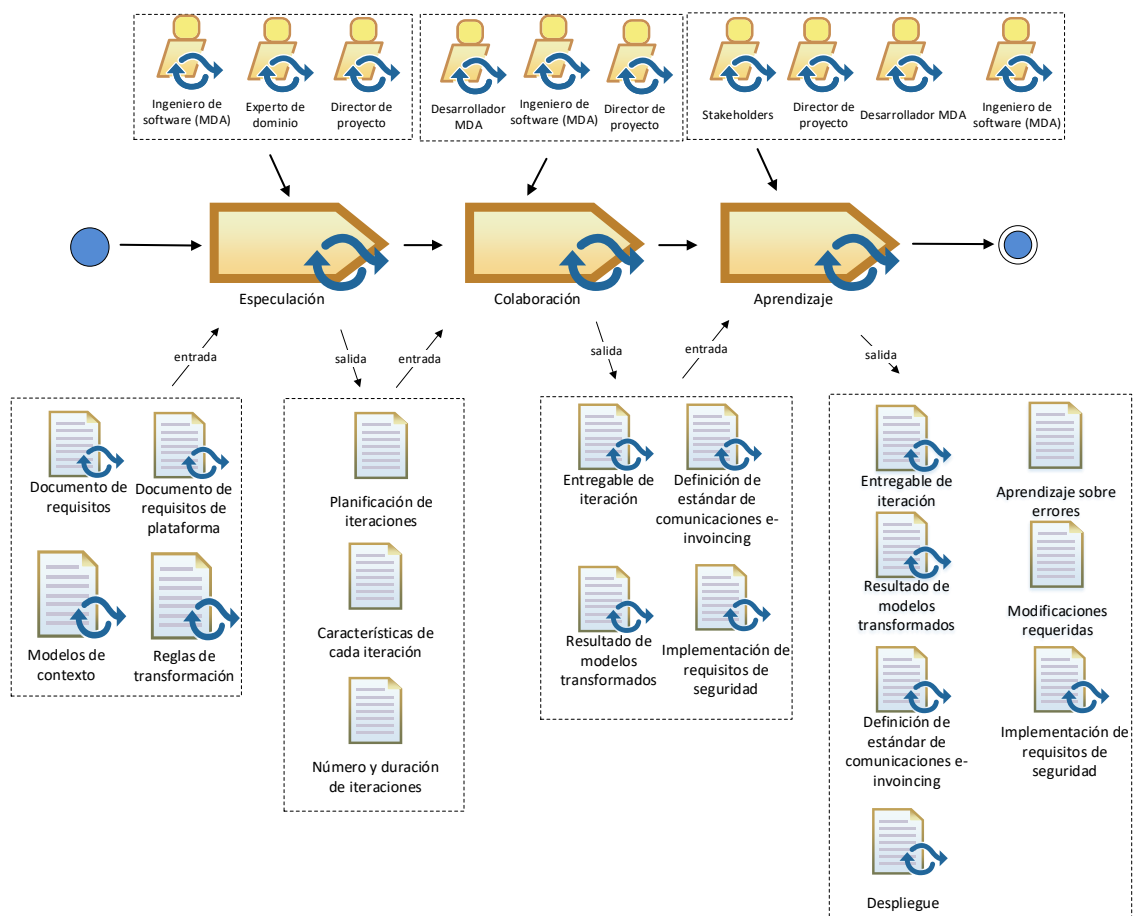 Ingeniero de
software (MDA)
Experto de
dominio
Director de
proyecto
Desarrollador
MDA
Ingeniero de
software (MDA)
Director de
proyecto
Stakeholders
Director de
proyecto
Desarrollador MDA
Ingeniero de
software (MDA)
Especulación
Colaboración
Aprendizaje
entrada
salida
entrada
salida
entrada
salida
Documento de
requisitos
Documento de
requisitos de
plataforma
Modelos de
contexto
Reglas de
transformación
Planificación de
iteraciones
Características de
cada iteración
Número y duración
de iteraciones
Entregable de
iteración
Definición de
estándar de
comunicaciones e-
invoincing
Resultado de
modelos
transformados
Implementación de
requisitos de
seguridad
Entregable de
iteración
Aprendizaje sobre
errores
Resultado de
modelos
transformados
Modificaciones
requeridas
Definición de
estándar de
comunicaciones e-
invoincing
Implementación de
requisitos de
seguridad
Despliegue